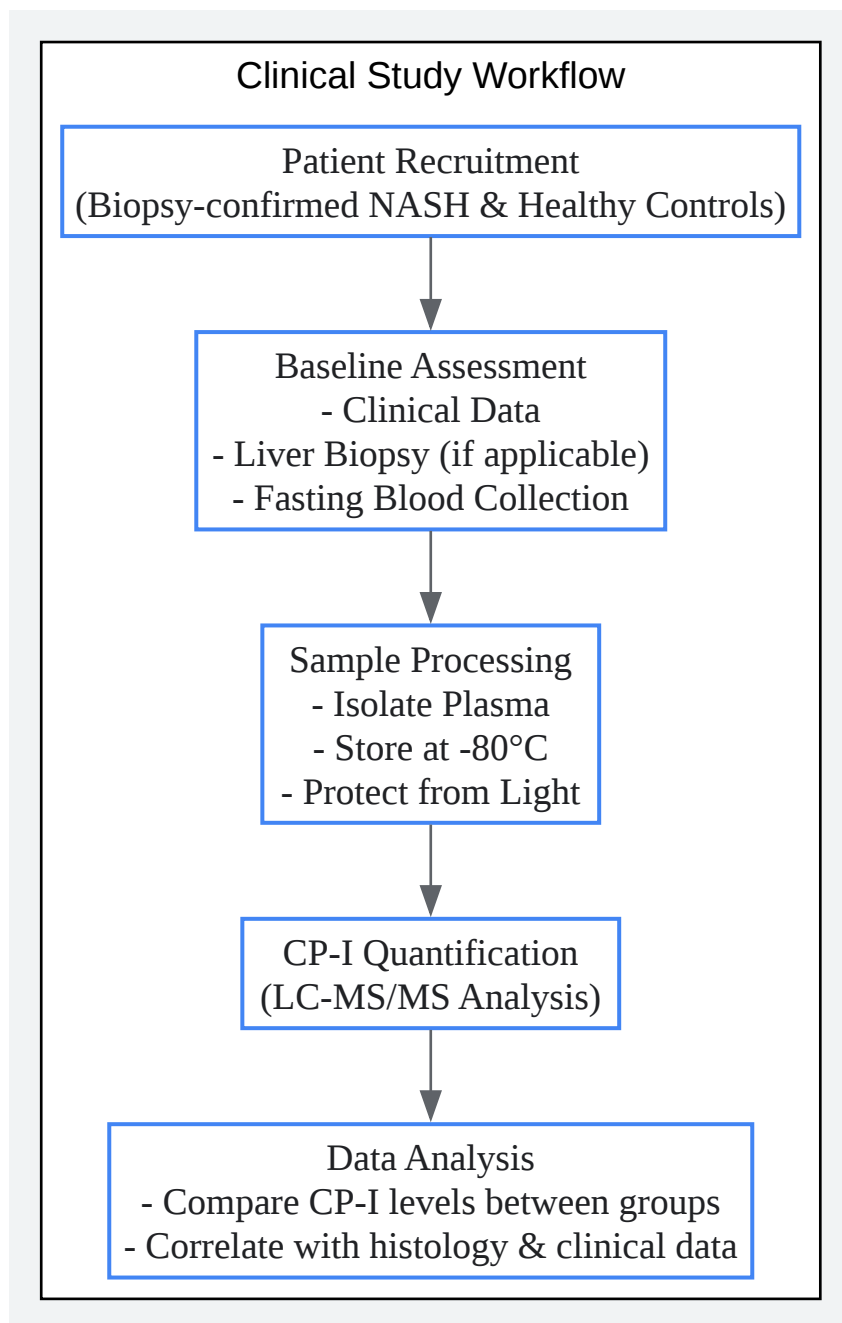 Clinical Study Workflow
Patient Recruitment
(Biopsy-confirmed NASH & Healthy Controls)
Baseline Assessment
- Clinical Data
- Liver Biopsy (if applicable)
- Fasting Blood Collection
Sample Processing
- Isolate Plasma
- Store at -80°C
- Protect from Light
CP-I Quantification
(LC-MS/MS Analysis)
Data Analysis
- Compare CP-I levels between groups
- Correlate with histology & clinical data